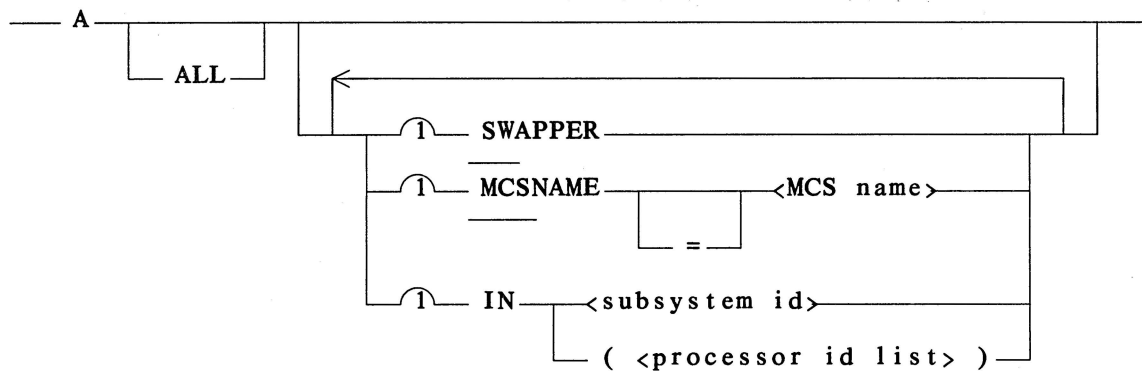 A
ALL
1 SWAPPER
1 MCSNAME <MCS name>
=
1 IN <subsystem id>
( <processor id list> )